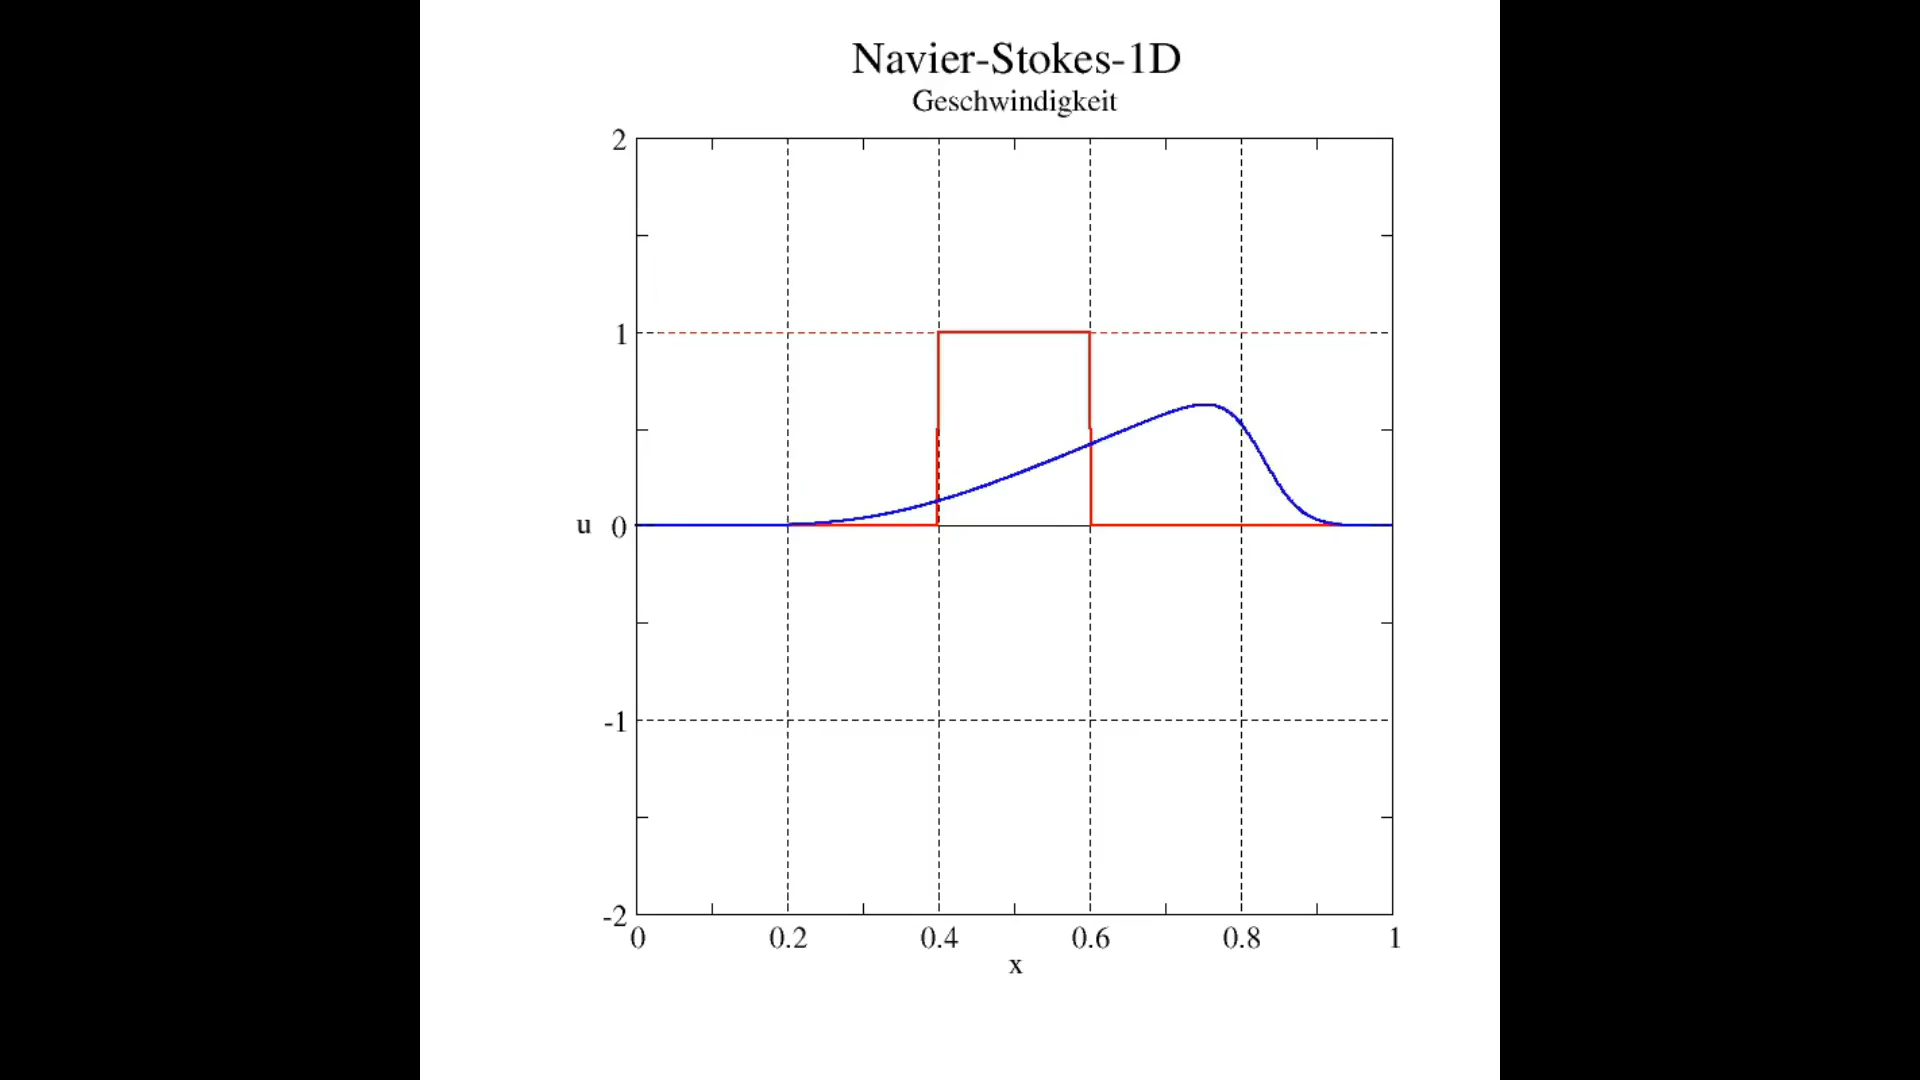 Navier-Stokes-1D
Geschwindigkeit
2
1
u 0
-1
-2
0 0.2 0.4 0.6 0.8 1
x